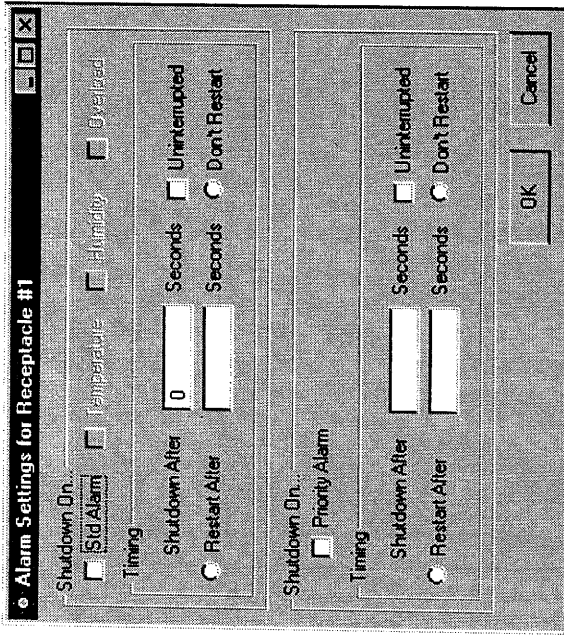 Alarm Settings for Receptacle #1
Shutdown On...
Std Alarm Temperature Humidity Overload
Timing
Shutdown After 0 Seconds Uninterrupted
Restart After Seconds Don't Restart
Shutdown On...
Priority Alarm
Timing
Shutdown After Seconds Uninterrupted
Restart After Seconds Don't Restart
OK Cancel